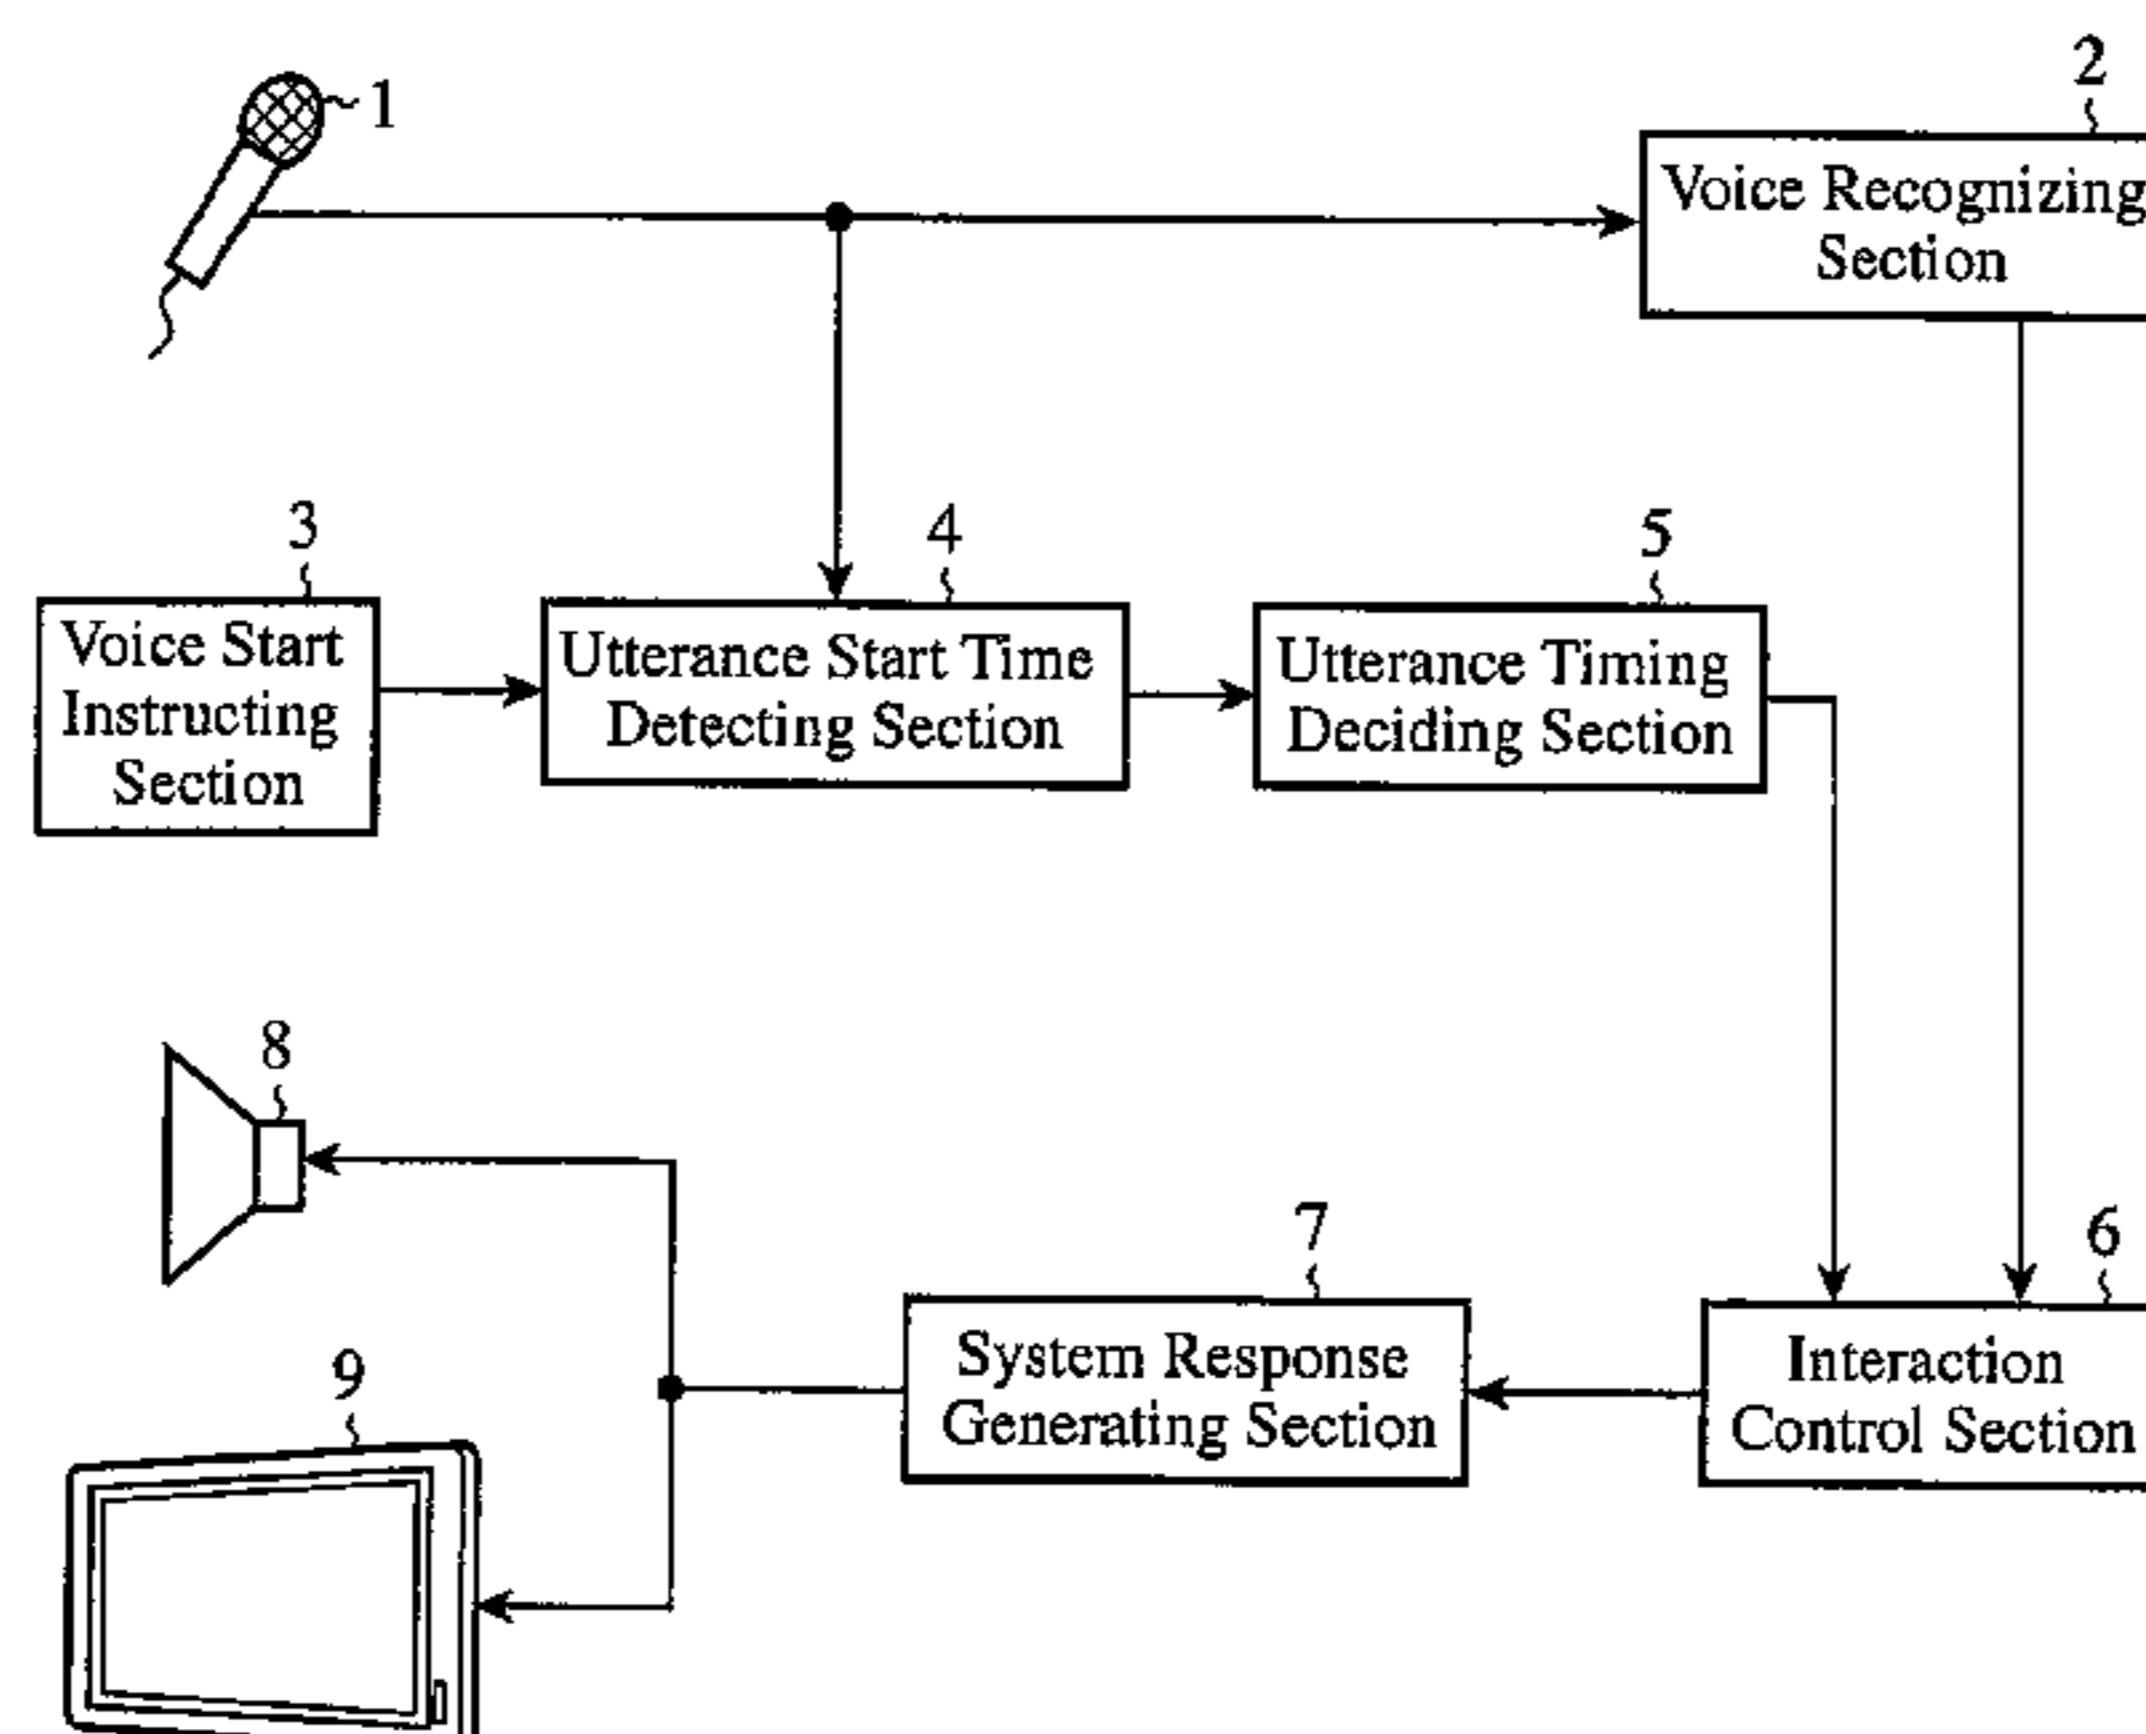 1
2
Voice Recognizing
Section
3
4
5
Voice Start
Instructing
Section
Utterance Start Time
Detecting Section
Utterance Timing
Deciding Section
8
7
6
System Response
Generating Section
Interaction
Control Section
9